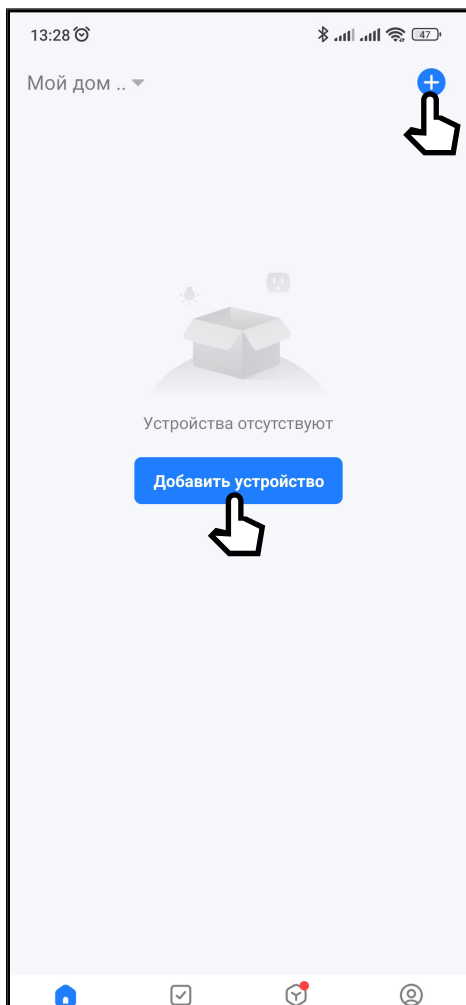 13:28
47
Мой дом ..
Устройства отсутствуют
Добавить устройство